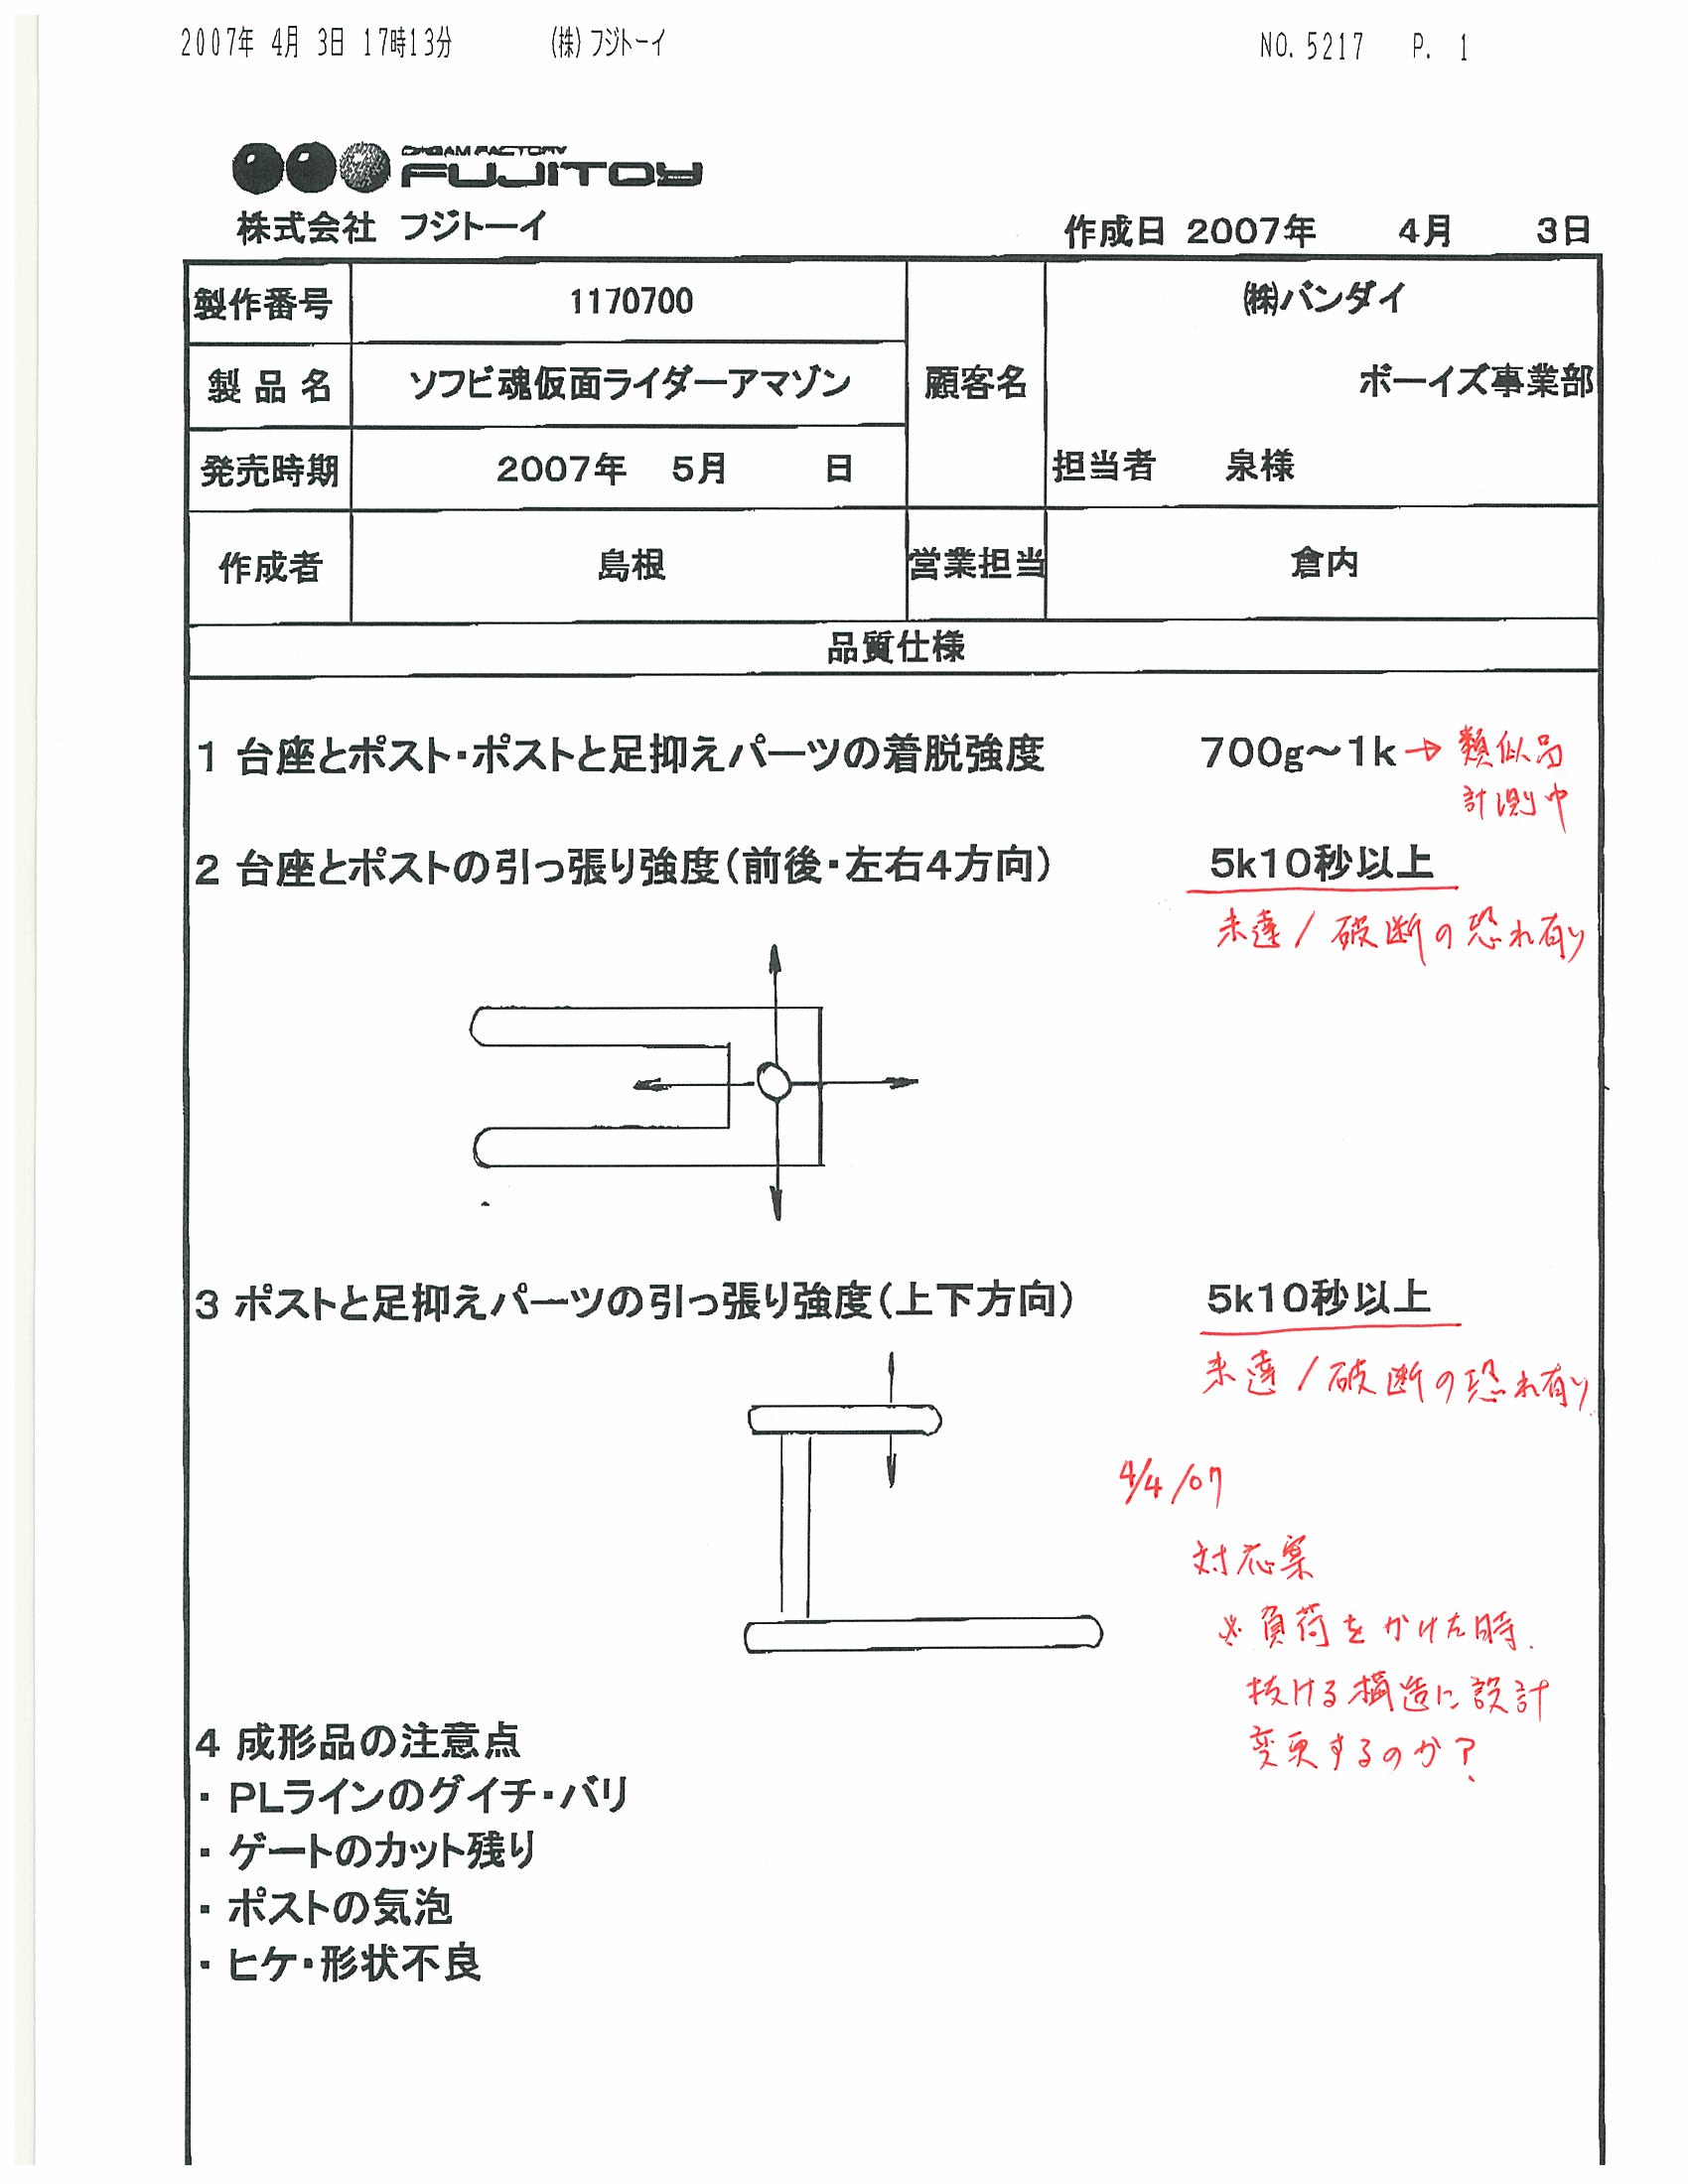 2007年 4月 3日 17時13分 (株)フジトーイ NO.5217 P. 1
DREAM FACTORY
FUJITOY
株式会社 フジトーイ
作成日 2007年 4月 3日
製作番号 1170700
顧客名 ㈱バンダイ
ボーイズ事業部
担当者 泉様
製品名 ソフビ魂仮面ライダーアマゾン
発売時期 2007年 5月 日
作成者 島根 営業担当 倉内
品質仕様
1 台座とポスト・ポストと足抑えパーツの着脱強度 700g～1k → 類似品
計測中
2 台座とポストの引っ張り強度(前後・左右4方向) 5k10秒以上
未達/破断の恐れ有り
3 ポストと足抑えパーツの引っ張り強度(上下方向) 5k10秒以上
未達/破断の恐れ有り
4/4/07
対応案
※負荷をかけた時.
抜ける構造に設計
変更するのか?
4 成形品の注意点
・PLラインのグイチ・バリ
・ゲートのカット残り
・ポストの気泡
・ヒケ・形状不良